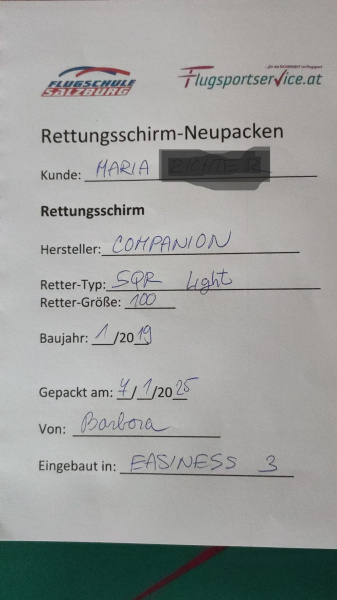 FLUGSCHULE
SALZBURG
Flugsportservice.at
Rettungsschirm-Neupacken
Kunde: MARIA
Rettungsschirm
Hersteller: COMPANION
Retter-Typ: SQR Light
Retter-Größe: 100
Baujahr: 1/2019
Gepackt am: 7/1/2025
Von: Barbora
Eingebaut in: EASINESS 3